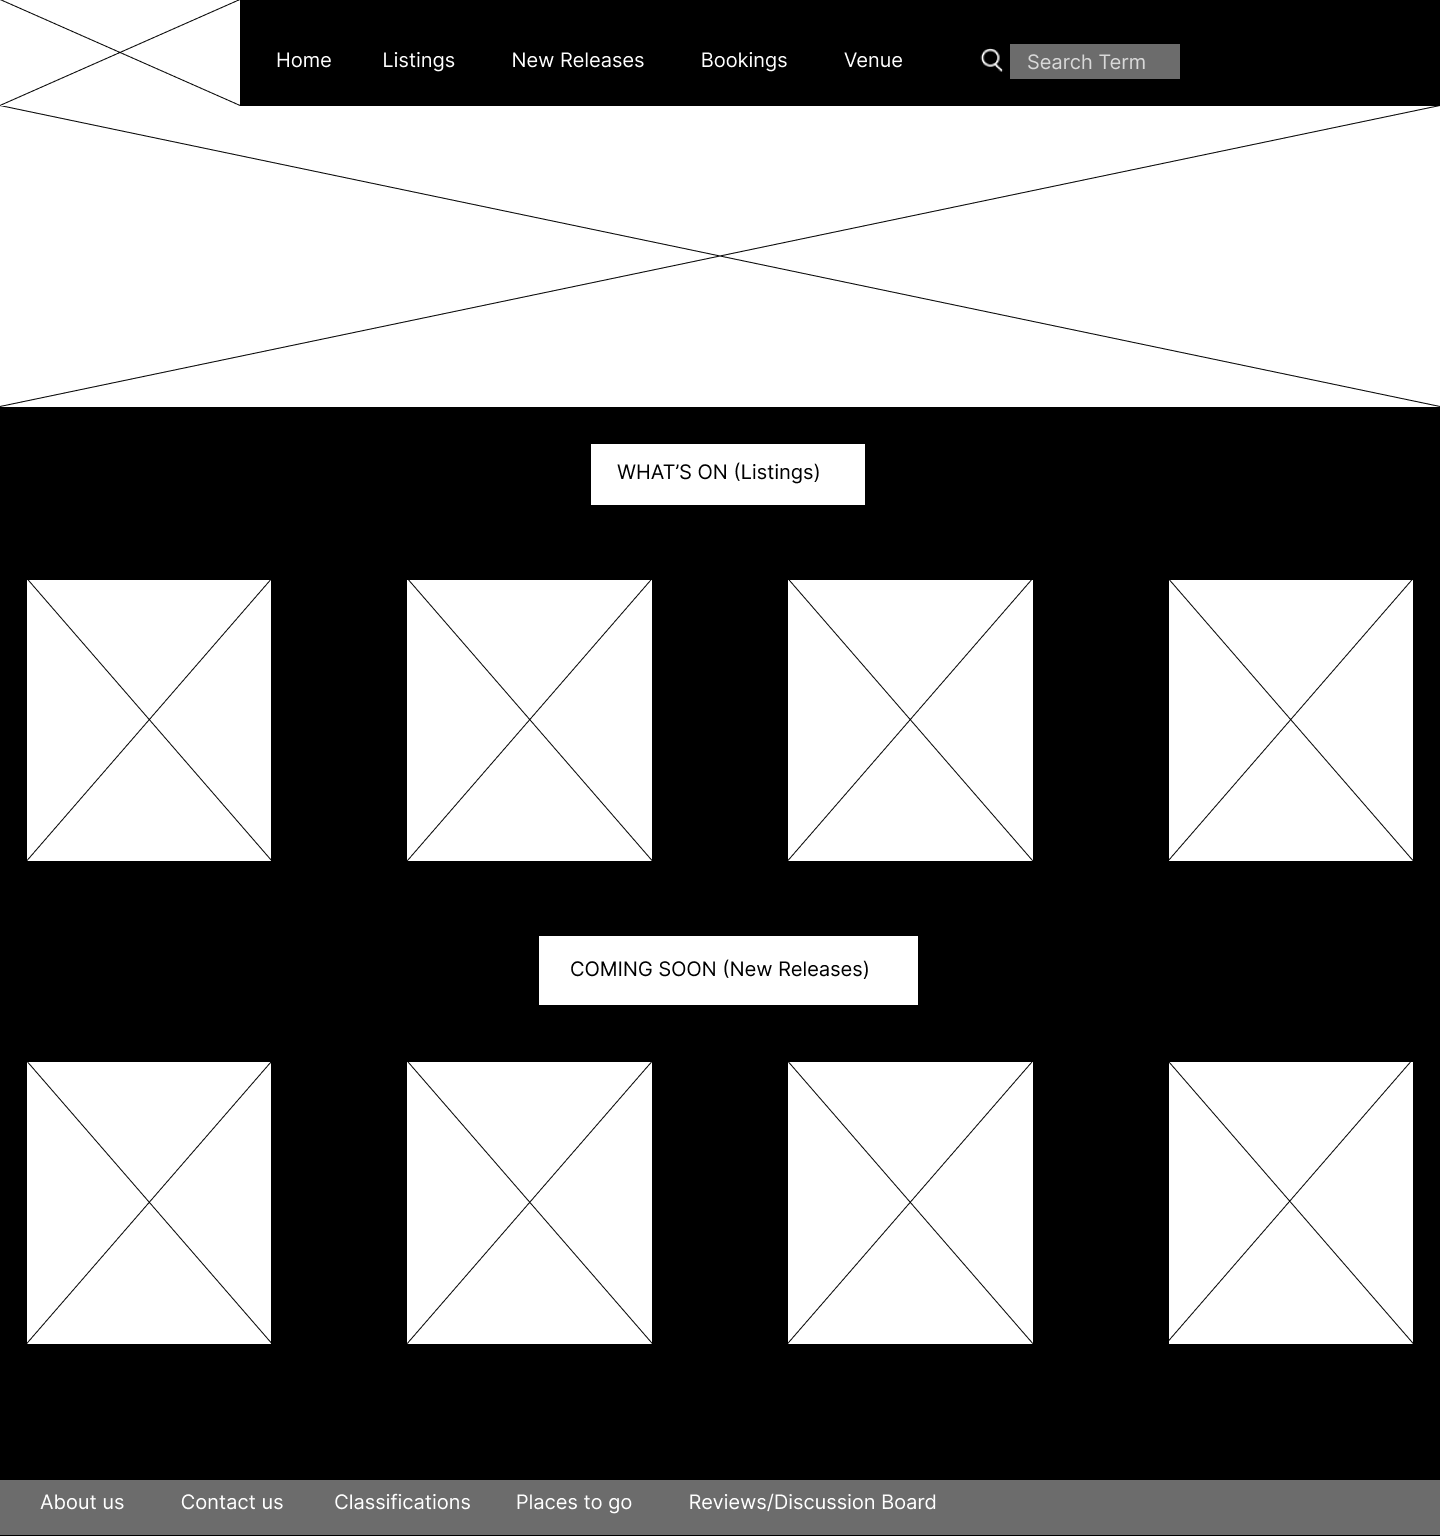 Home Listings New Releases Bookings Venue Search Term
WHAT’S ON (Listings)
COMING SOON (New Releases)
About us Contact us Classifications Places to go Reviews/Discussion Board